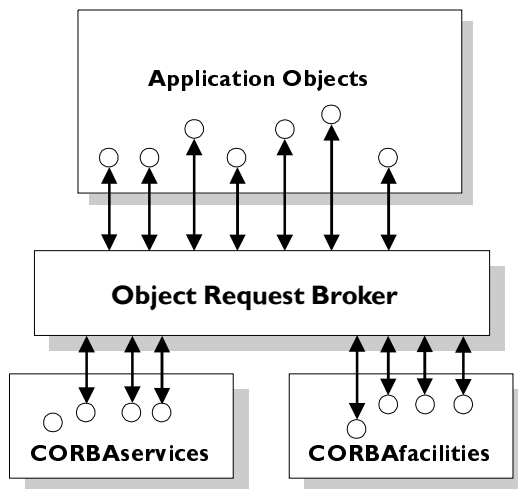 Application Objects
Object Request Broker
CORBAservices
CORBAfacilities